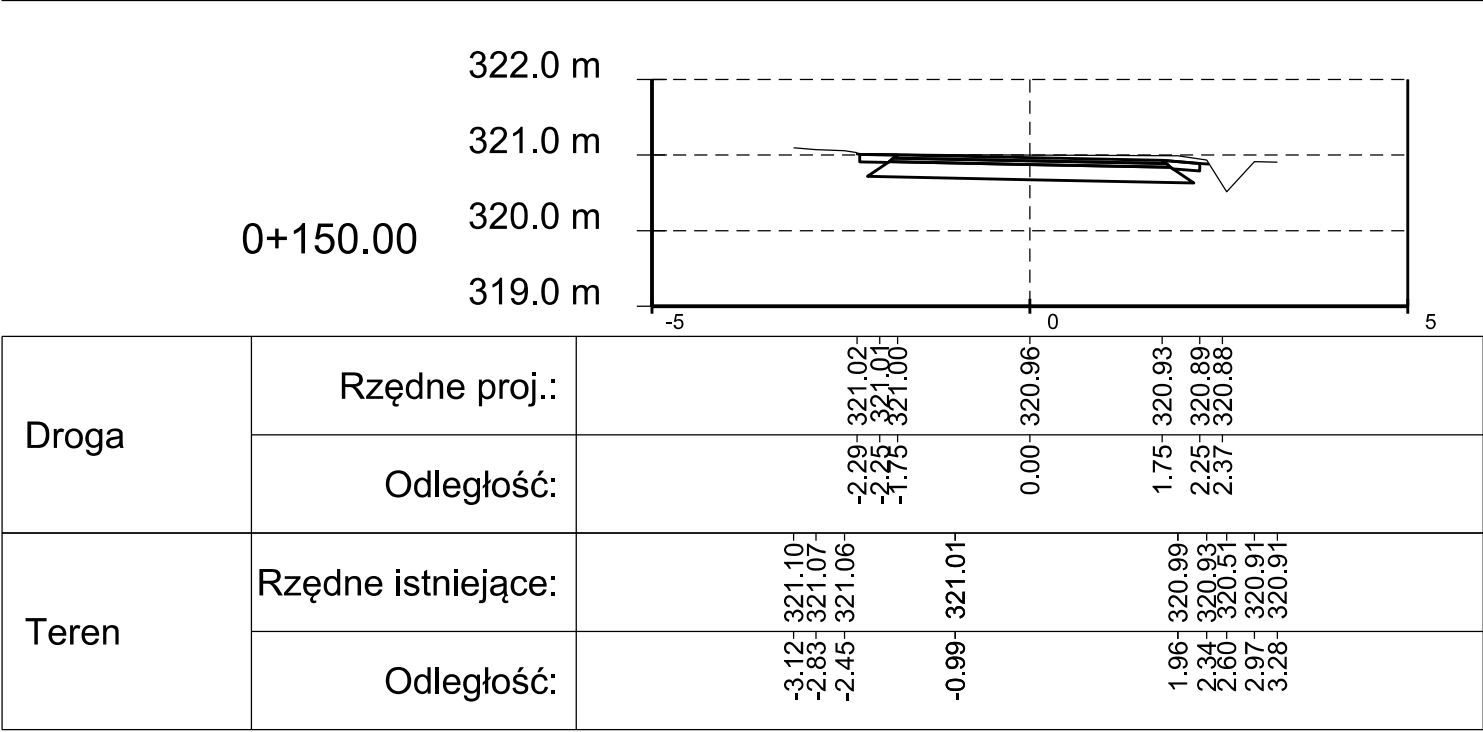 322.0 m
321.0 m
320.0 m
0+150.00
319.0 m
-5 0 5
Droga
Rzędne proj.: 321.02 321.01 321.00 320.96 320.93 320.89 320.88
Odległość: -2.29 -2.25 -1.75 0.00 1.75 2.25 2.37
Teren
Rzędne istniejące: 321.10 321.07 321.06 321.01 320.99 320.93 320.51 320.91 320.91
Odległość: -3.12 -2.83 -2.45 -0.99 1.96 2.34 2.60 2.97 3.28